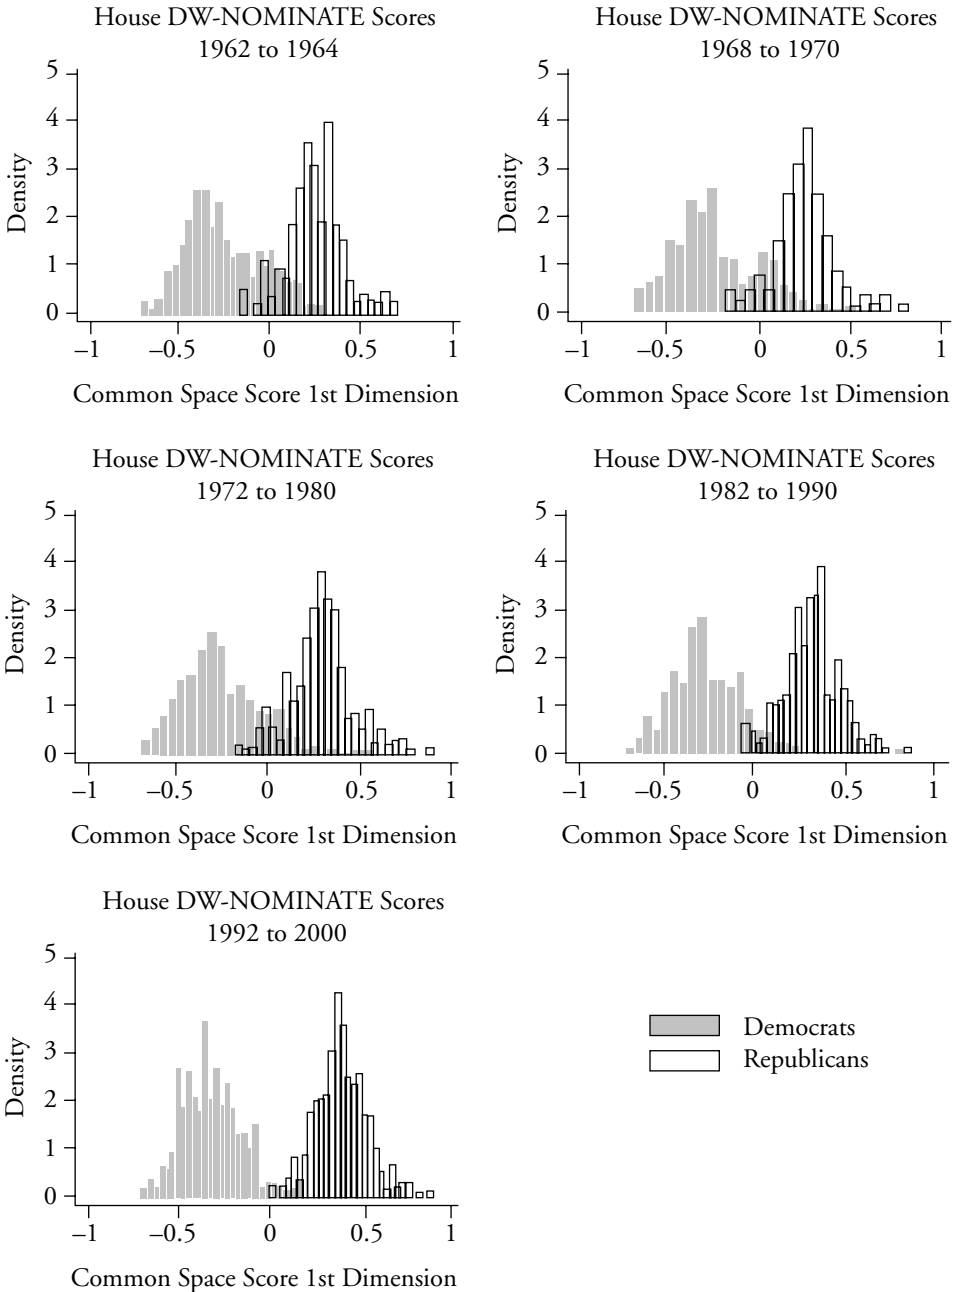 House DW-NOMINATE Scores
1962 to 1964
5
4
3
2
1
0
Density
–1
–0.5
0
0.5
1
Common Space Score 1st Dimension
House DW-NOMINATE Scores
1968 to 1970
5
4
3
2
1
0
Density
–1
–0.5
0
0.5
1
Common Space Score 1st Dimension
House DW-NOMINATE Scores
1972 to 1980
5
4
3
2
1
0
Density
–1
–0.5
0
0.5
1
Common Space Score 1st Dimension
House DW-NOMINATE Scores
1982 to 1990
5
4
3
2
1
0
Density
–1
–0.5
0
0.5
1
Common Space Score 1st Dimension
House DW-NOMINATE Scores
1992 to 2000
5
4
3
2
1
0
Density
–1
–0.5
0
0.5
1
Common Space Score 1st Dimension
Democrats
Republicans